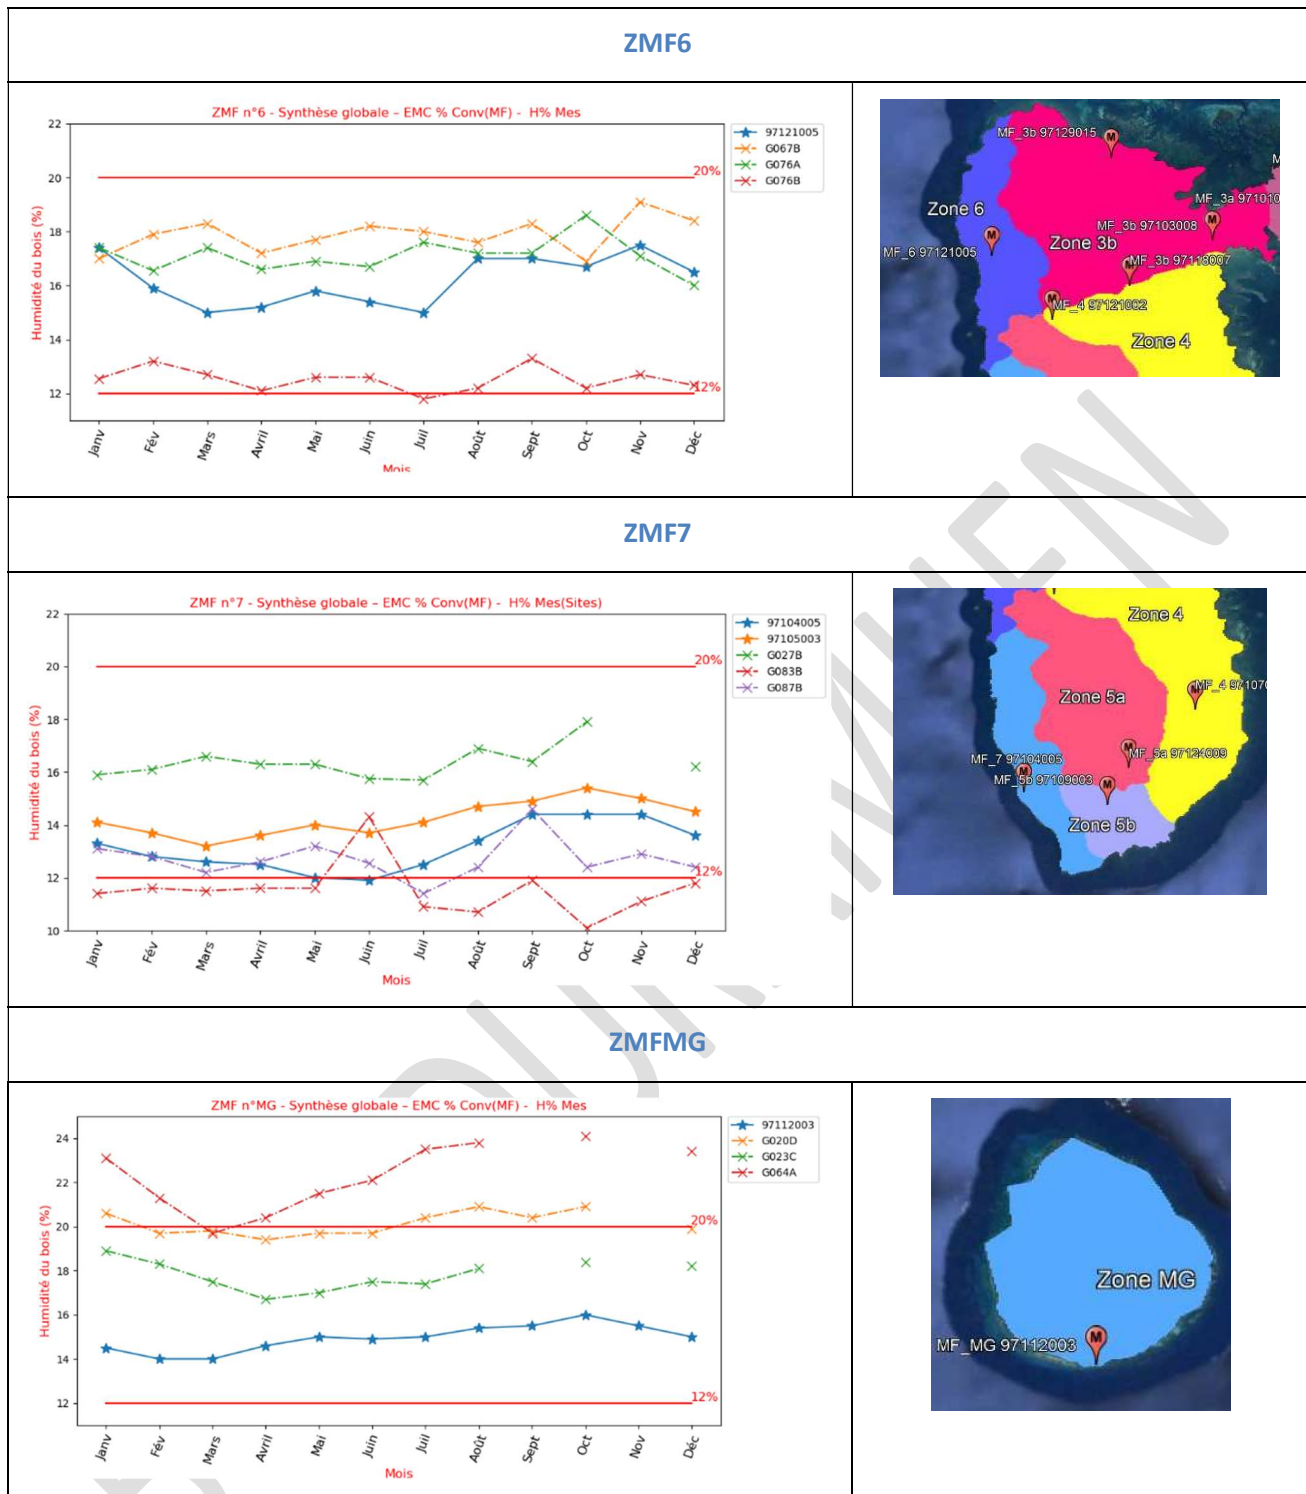 ZMF6
ZMF n°6 - Synthèse globale – EMC % Conv(MF) - H% Mes
Humidité du bois (%)
22
20
18
16
14
12
20%
12%
Janv
Fév
Mars
Avril
Mai
Juin
Juil
Août
Sept
Oct
Nov
Déc
Mois
97121005
G067B
G076A
G076B
MF_3b 97129015
MF_3a 971010
Zone 6
MF_3b 97103008
Zone 3b
MF_6 97121005
MF_3b 97118007
MF_4 97121002
Zone 4
ZMF7
ZMF n°7 - Synthèse globale – EMC % Conv(MF) - H% Mes(Sites)
Humidité du bois (%)
22
20
18
16
14
12
10
20%
12%
Janv
Fév
Mars
Avril
Mai
Juin
Juil
Août
Sept
Oct
Nov
Déc
Mois
97104005
97105003
G027B
G083B
G087B
Zone 4
Zone 5a
MF_4 97107
MF_5a 97124009
MF_7 97104005
MF_5b 97109003
Zone 5b
ZMFMG
ZMF n°MG - Synthèse globale – EMC % Conv(MF) - H% Mes
Humidité du bois (%)
24
22
20
18
16
14
12
20%
12%
Janv
Fév
Mars
Avril
Mai
Juin
Juil
Août
Sept
Oct
Nov
Déc
Mois
97112003
G020D
G023C
G064A
Zone MG
MF_MG 97112003